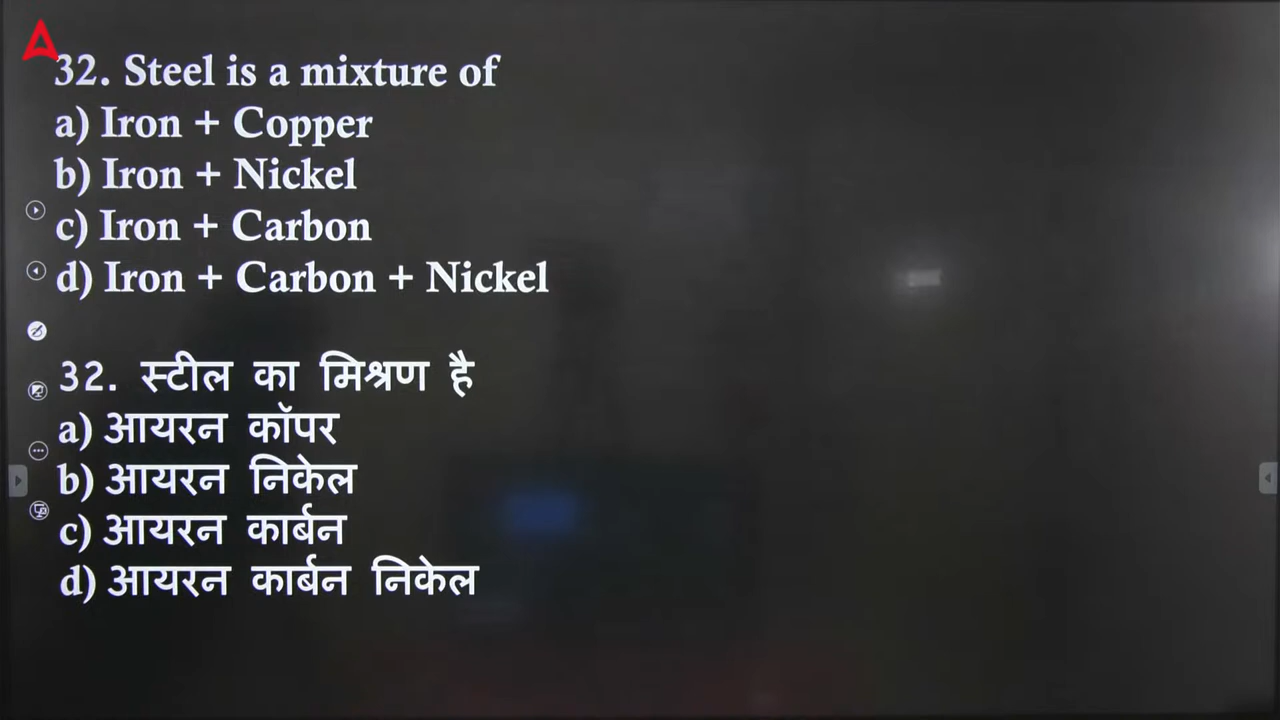 32. Steel is a mixture of
a) Iron + Copper
b) Iron + Nickel
c) Iron + Carbon
d) Iron + Carbon + Nickel
32. स्टील का मिश्रण है
a) आयरन कॉपर
b) आयरन निकेल
c) आयरन कार्बन
d) आयरन कार्बन निकेल